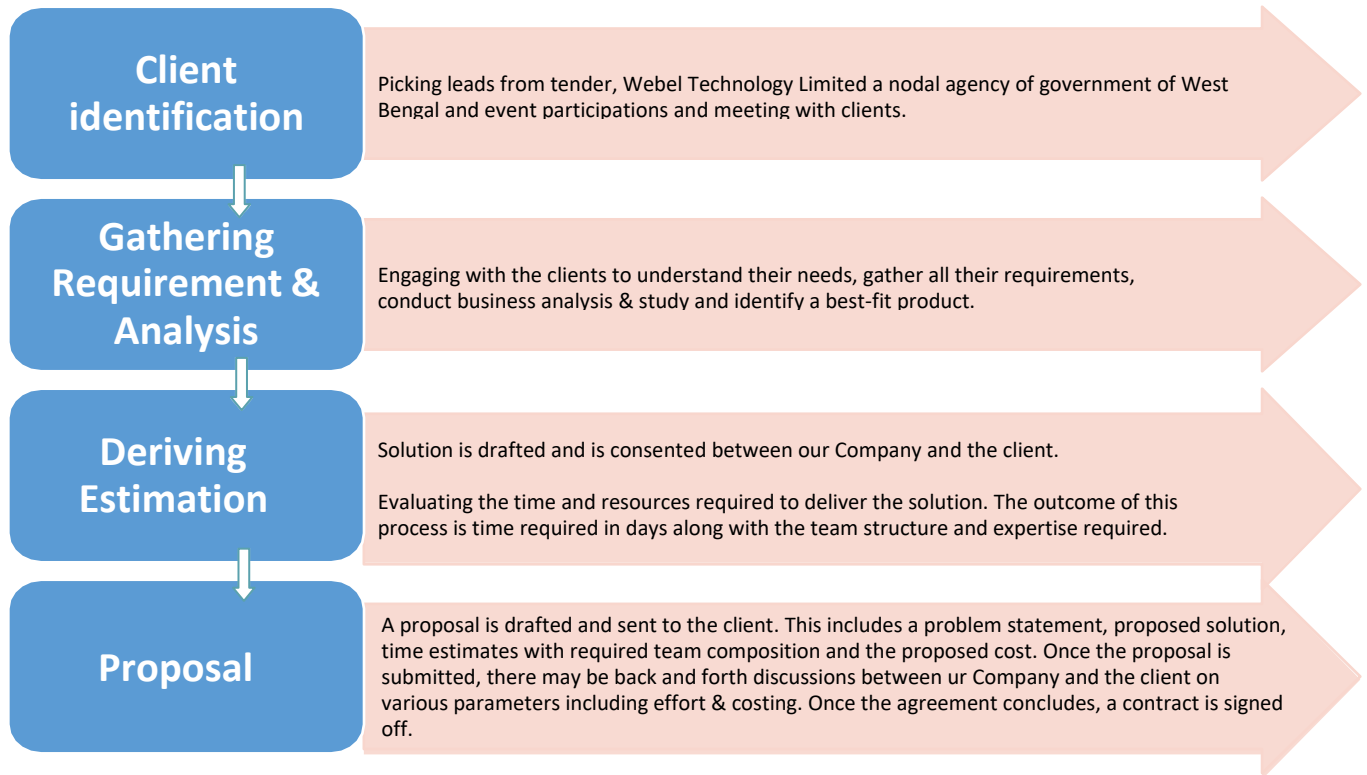 Client
identification
Picking leads from tender, Webel Technology Limited a nodal agency of government of West
Bengal and event participations and meeting with clients.
Gathering
Requirement &
Analysis
Engaging with the clients to understand their needs, gather all their requirements,
conduct business analysis & study and identify a best-fit product.
Deriving
Estimation
Solution is drafted and is consented between our Company and the client.
Evaluating the time and resources required to deliver the solution. The outcome of this
process is time required in days along with the team structure and expertise required.
Proposal
A proposal is drafted and sent to the client. This includes a problem statement, proposed solution,
time estimates with required team composition and the proposed cost. Once the proposal is
submitted, there may be back and forth discussions between ur Company and the client on
various parameters including effort & costing. Once the agreement concludes, a contract is signed
off.